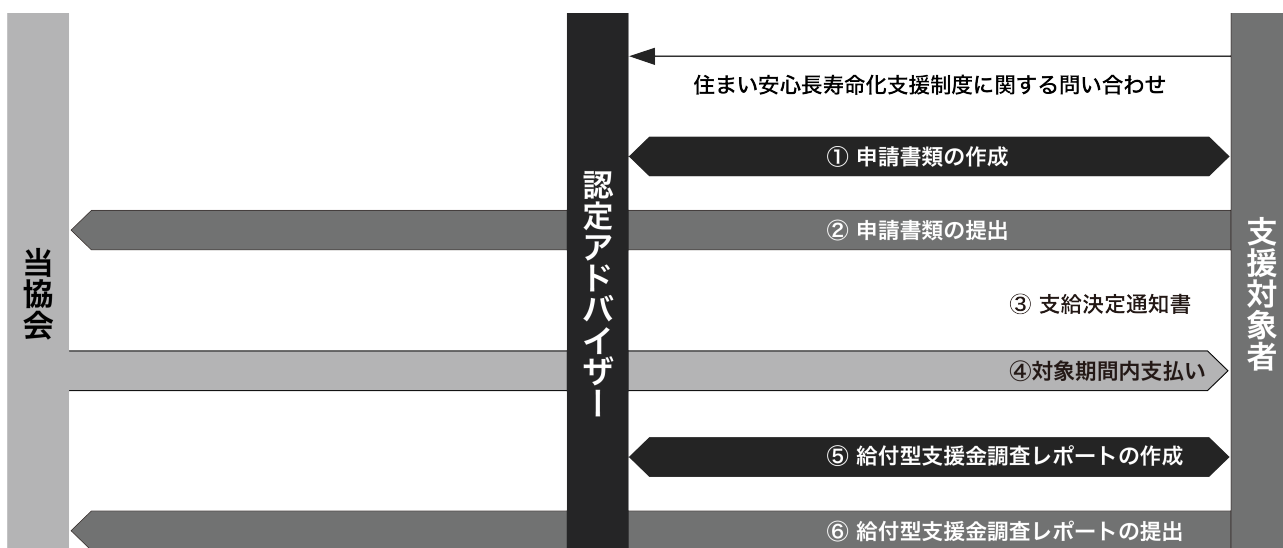 住まい安心長寿命化支援制度に関する問い合わせ
① 申請書類の作成
② 申請書類の提出
③ 支給決定通知書
④対象期間内支払い
⑤ 給付型支援金調査レポートの作成
⑥ 給付型支援金調査レポートの提出
当協会
認定アドバイザー
支援対象者